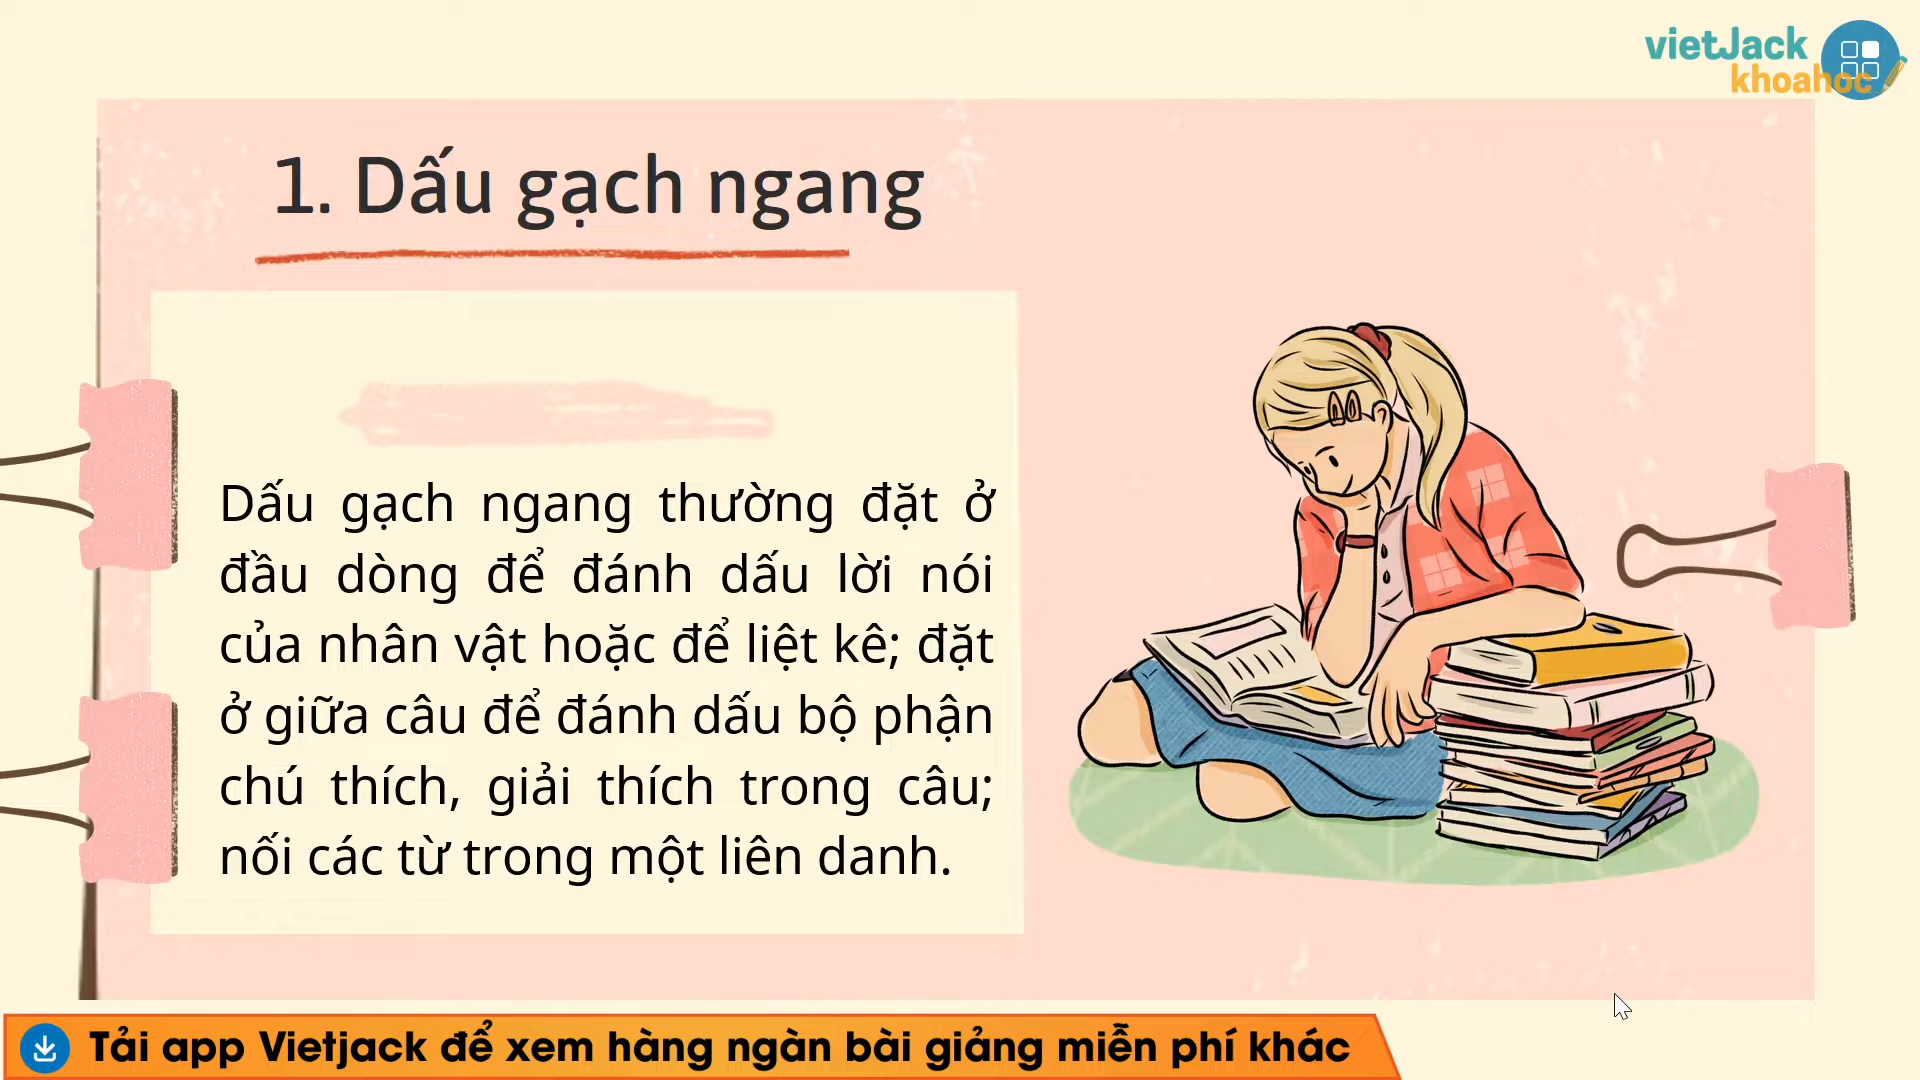 vietJack
khoahoc
1. Dấu gạch ngang
Dấu gạch ngang thường đặt ở
đầu dòng để đánh dấu lời nói
của nhân vật hoặc để liệt kê; đặt
ở giữa câu để đánh dấu bộ phận
chú thích, giải thích trong câu;
nối các từ trong một liên danh.
Tải app Vietjack để xem hàng ngàn bài giảng miễn phí khác